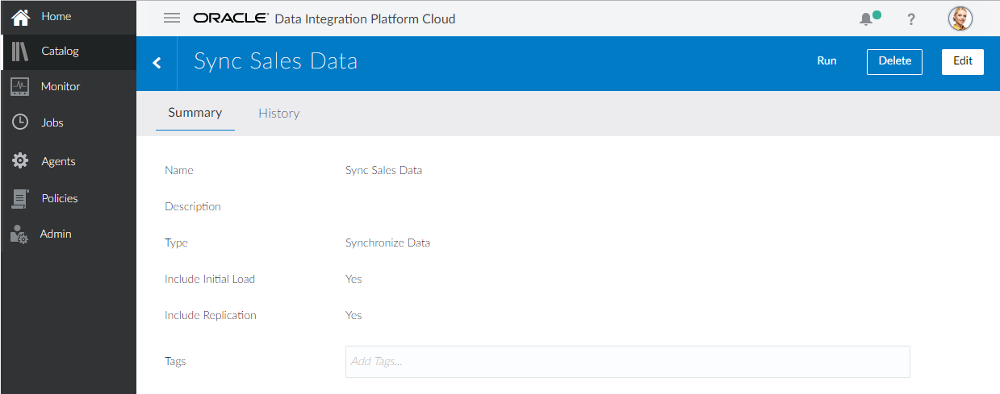 Home
ORACLE® Data Integration Platform Cloud
?
Catalog
Sync Sales Data
Run
Delete
Edit
Monitor
Jobs
Agents
Policies
Admin
Summary
History
Name
Sync Sales Data
Description
Type
Synchronize Data
Include Initial Load
Yes
Include Replication
Yes
Tags
Add Tags...